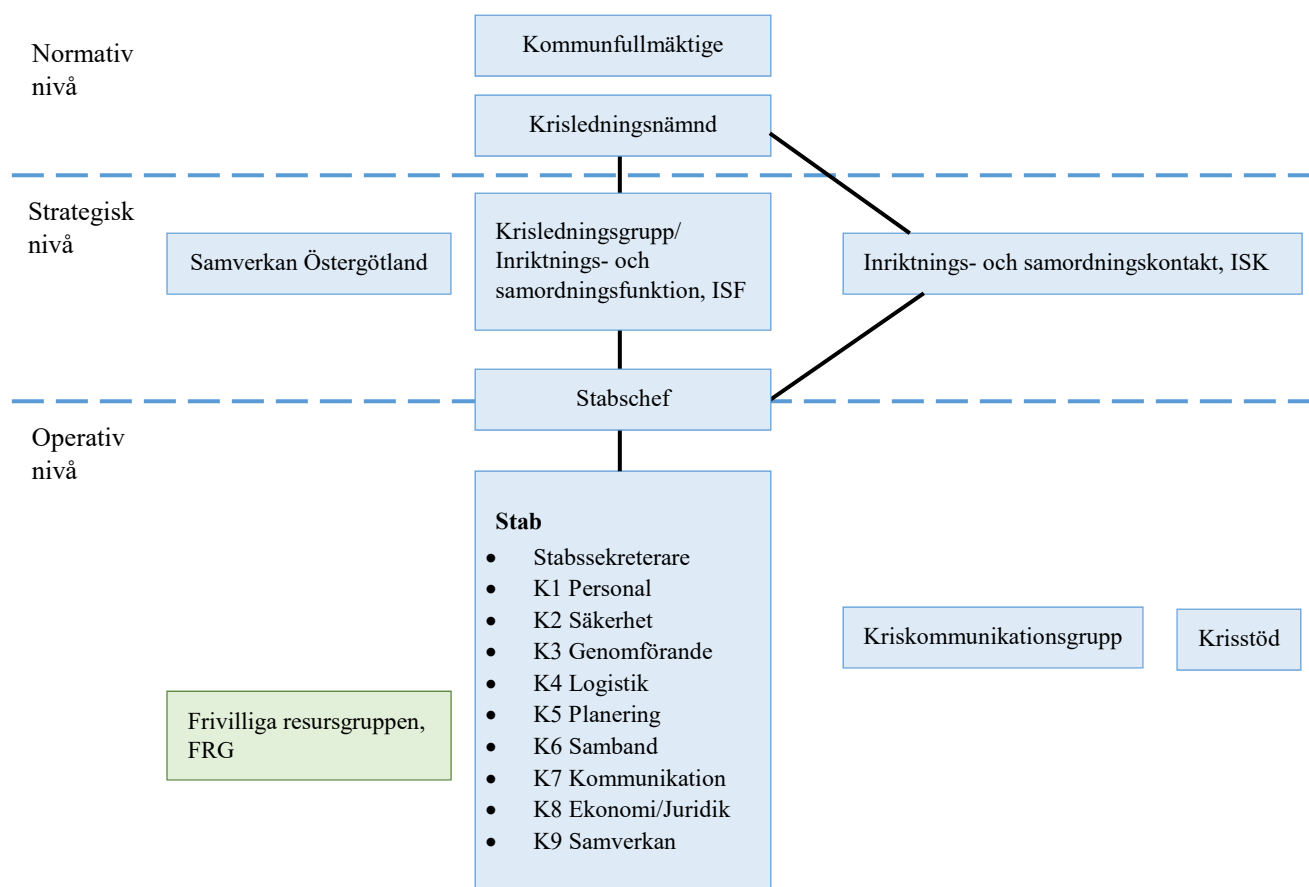 Normativ
nivå
Kommunfullmäktige
Krisledningsnämnd
Strategisk
nivå
Samverkan Östergötland
Krisledningsgrupp/
Inriktnings- och
samordningsfunktion, ISF
Inriktnings- och samordningskontakt, ISK
Stabschef
Operativ
nivå
Stab
• Stabssekreterare
• K1 Personal
• K2 Säkerhet
• K3 Genomförande
• K4 Logistik
• K5 Planering
• K6 Samband
• K7 Kommunikation
• K8 Ekonomi/Juridik
• K9 Samverkan
Kriskommunikationsgrupp
Krisstöd
Frivilliga resursgruppen,
FRG